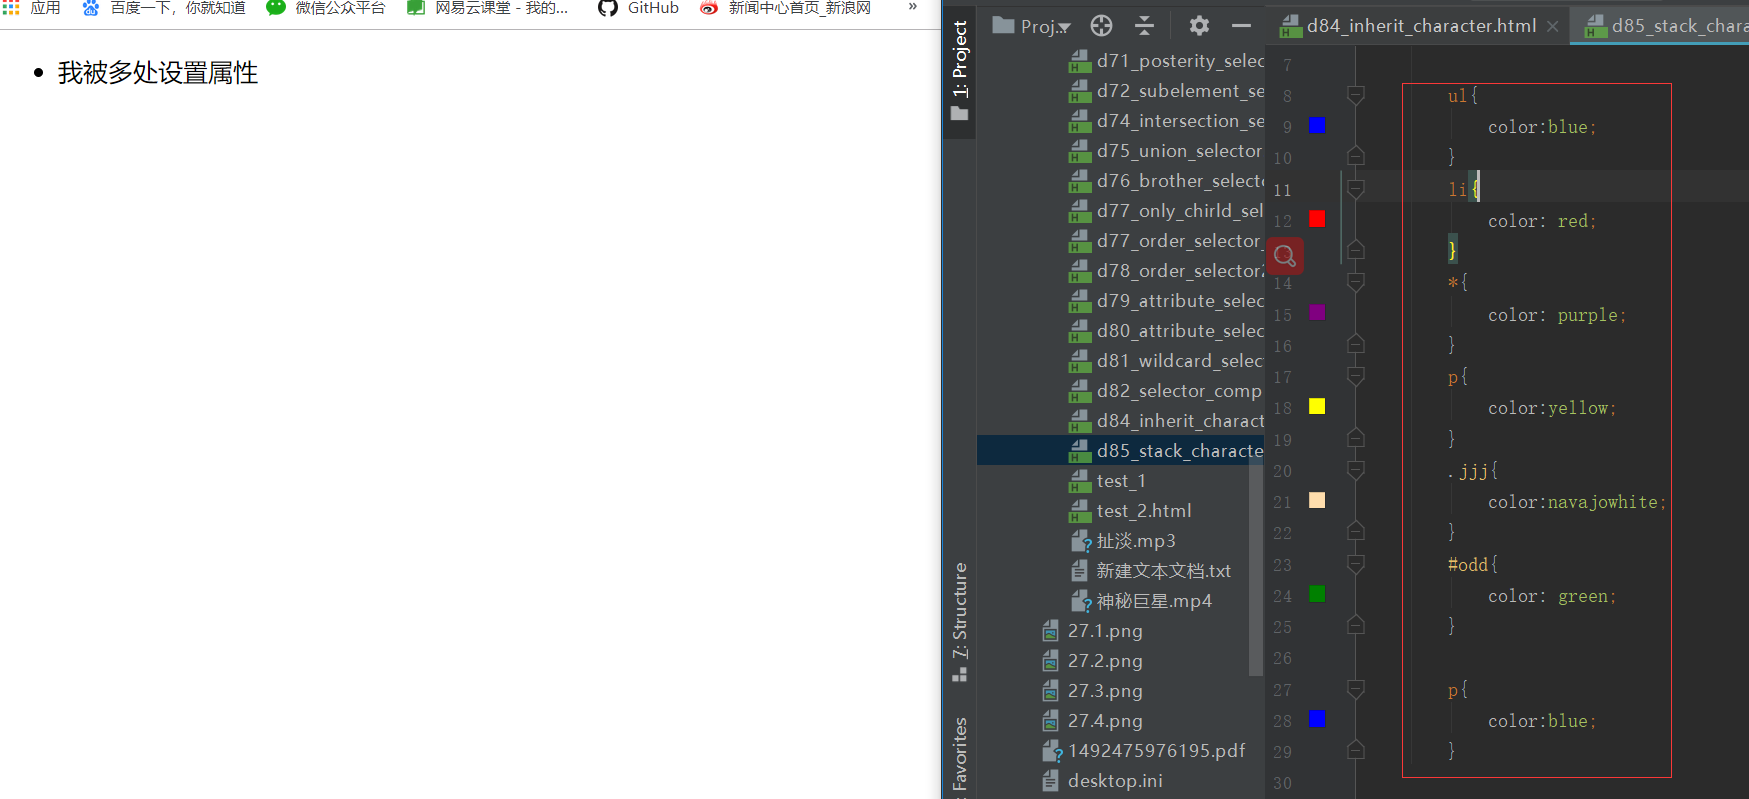 应用 百度一下，你就知道 微信公众平台 网易云课堂 - 我的... GitHub 新闻中心首页_新浪网 »
我被多处设置属性
1: Project
7: Structure
Favorites
Proj..
d71_posterity_selec
d72_subelement_se
d74_intersection_se
d75_union_selector
d76_brother_selecto
d77_only_chirld_sel
d77_order_selector_
d78_order_selector2
d79_attribute_selec
d80_attribute_selec
d81_wildcard_select
d82_selector_comp
d84_inherit_charact
d85_stack_characte
test_1
test_2.html
扯淡.mp3
新建文本文档.txt
神秘巨星.mp4
27.1.png
27.2.png
27.3.png
27.4.png
1492475976195.pdf
desktop.ini
d84_inherit_character.html d85_stack_chara
7
8 ul{
9 color:blue;
10 }
11 li{
12 color: red;
}
14 *{
15 color: purple;
16 }
17 p{
18 color:yellow;
19 }
20 .jjj{
21 color:navajowhite;
22 }
23 #odd{
24 color: green;
25 }
26
27 p{
28 color:blue;
29 }
30